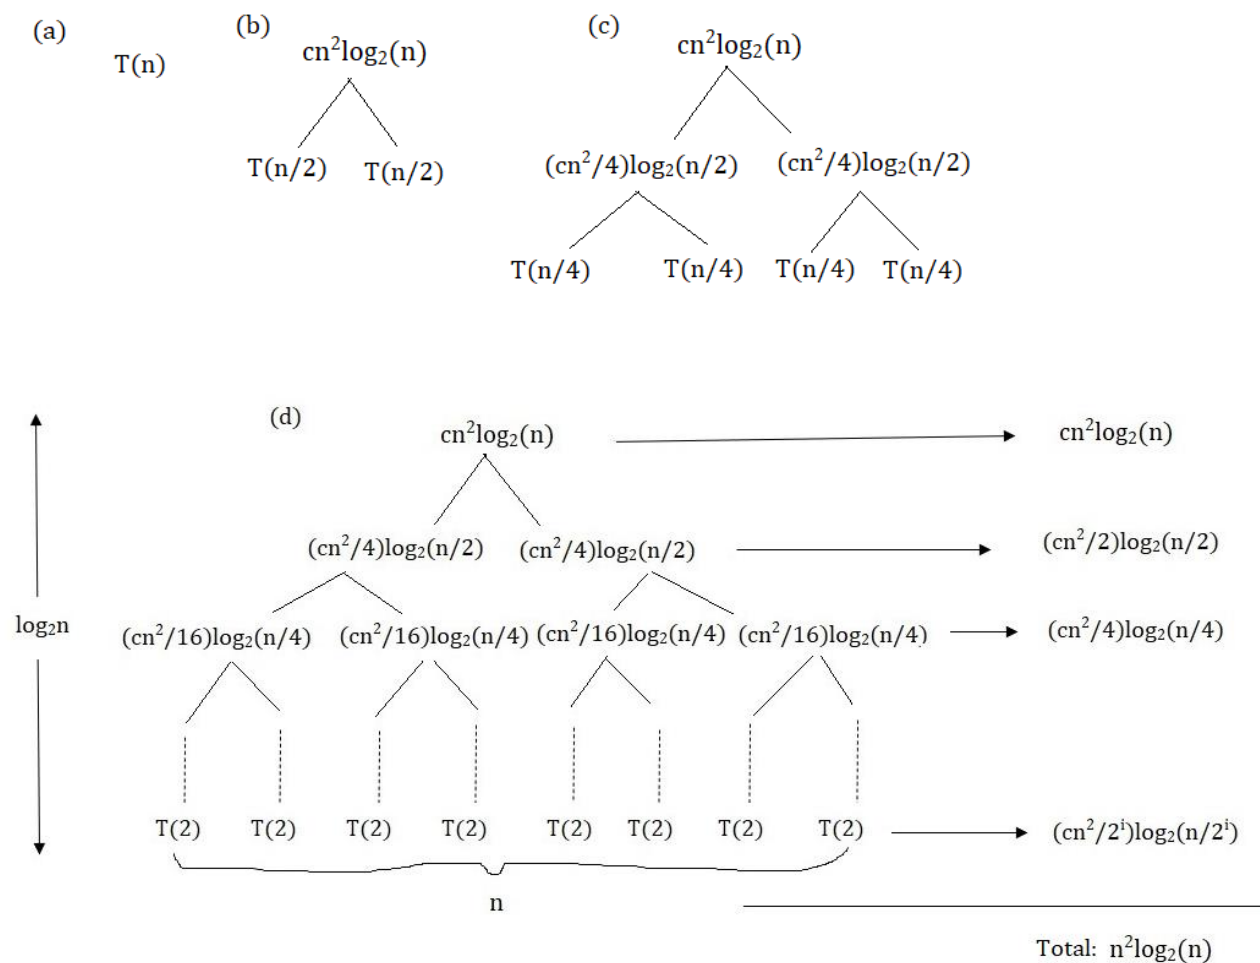 (a)
T(n)
(b)
cn²log₂(n)
T(n/2) T(n/2)
(c)
cn²log₂(n)
(cn²/4)log₂(n/2) (cn²/4)log₂(n/2)
T(n/4) T(n/4) T(n/4) T(n/4)
(d)
log₂n
cn²log₂(n) cn²log₂(n)
(cn²/4)log₂(n/2) (cn²/4)log₂(n/2) (cn²/2)log₂(n/2)
(cn²/16)log₂(n/4) (cn²/16)log₂(n/4) (cn²/16)log₂(n/4) (cn²/16)log₂(n/4) (cn²/4)log₂(n/4)
T(2) T(2) T(2) T(2) T(2) T(2) T(2) T(2) (cn²/2ⁱ)log₂(n/2ⁱ)
n
Total: n²log₂(n)